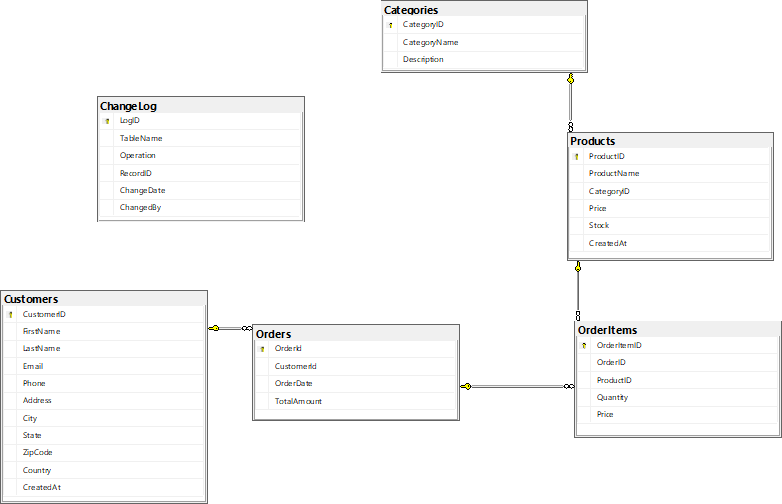 Categories
CategoryID
CategoryName
Description
ChangeLog
LogID
TableName
Operation
RecordID
ChangeDate
ChangedBy
Products
ProductID
ProductName
CategoryID
Price
Stock
CreatedAt
Customers
CustomerID
FirstName
LastName
Email
Phone
Address
City
State
ZipCode
Country
CreatedAt
Orders
OrderId
CustomerId
OrderDate
TotalAmount
OrderItems
OrderItemID
OrderID
ProductID
Quantity
Price